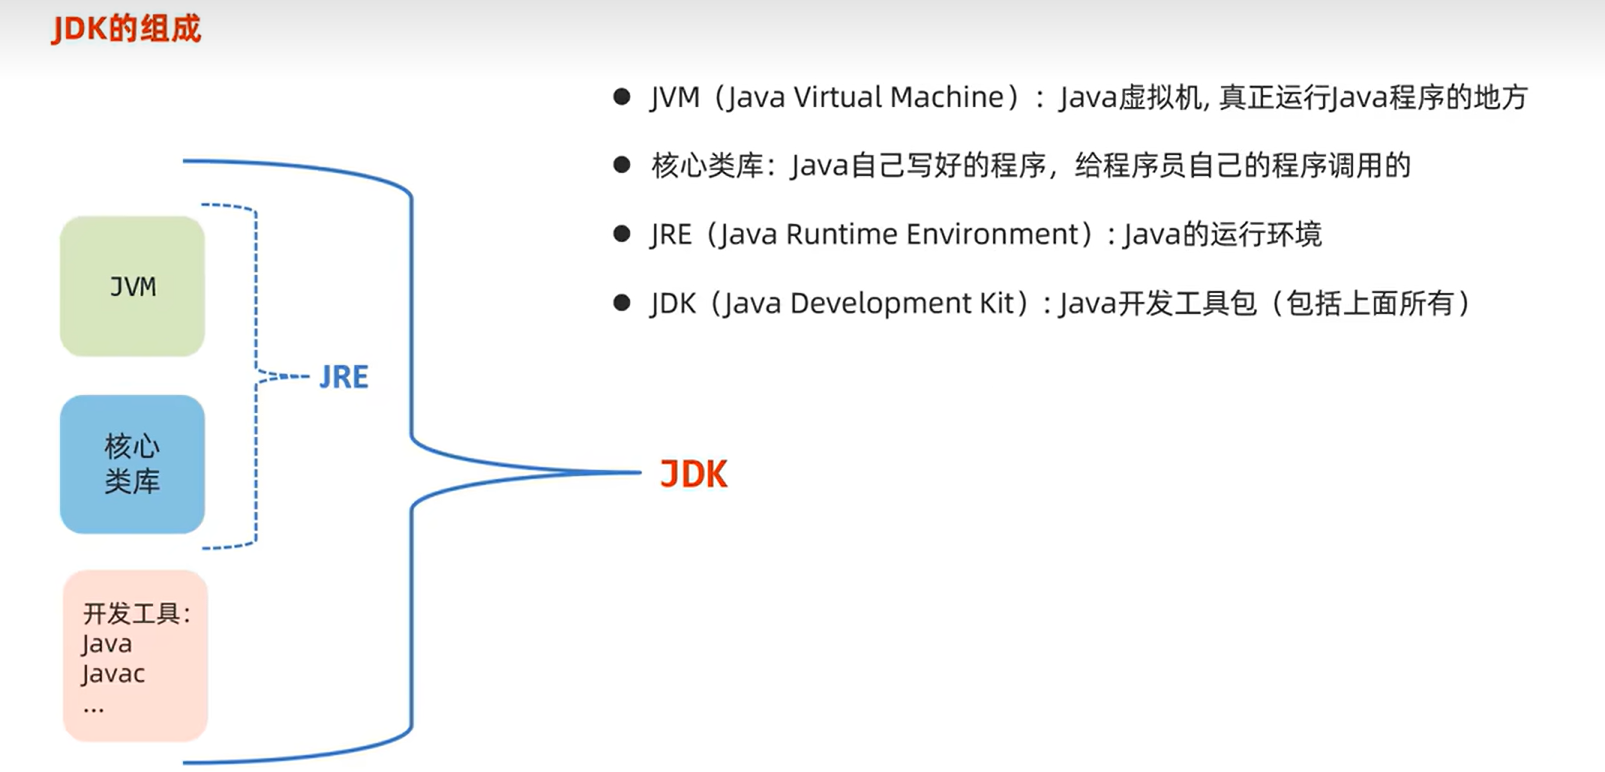 JDK的组成
● JVM（Java Virtual Machine）：Java虚拟机, 真正运行Java程序的地方
● 核心类库：Java自己写好的程序，给程序员自己的程序调用的
● JRE（Java Runtime Environment）: Java的运行环境
● JDK（Java Development Kit）: Java开发工具包（包括上面所有）
JVM
JRE
核心
类库
JDK
开发工具：
Java
Javac
...